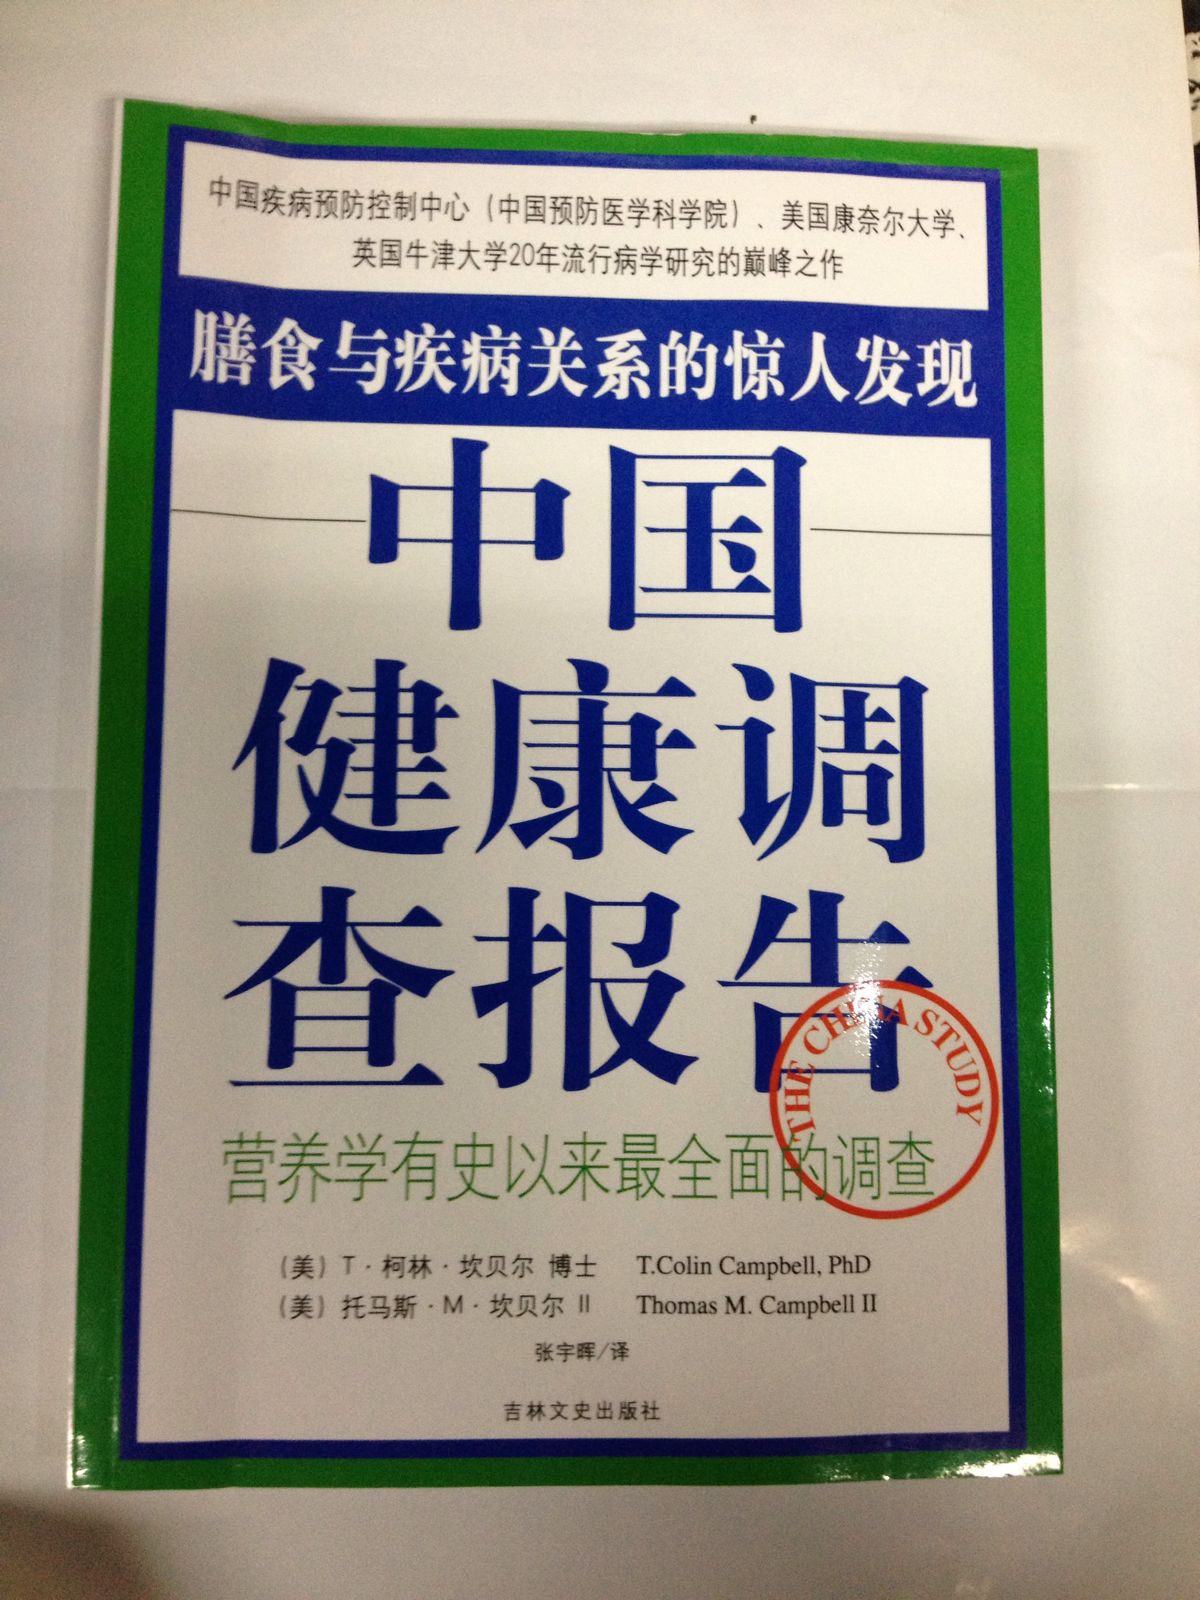 中国疾病预防控制中心（中国预防医学科学院）、美国康奈尔大学、
英国牛津大学20年流行病学研究的巅峰之作
膳食与疾病关系的惊人发现
中国
健康调
查报告
THE CHINA STUDY
营养学有史以来最全面的调查
（美）T·柯林·坎贝尔 博士 T.Colin Campbell, PhD
（美）托马斯·M·坎贝尔 II Thomas M. Campbell II
张宇晖/译
吉林文史出版社